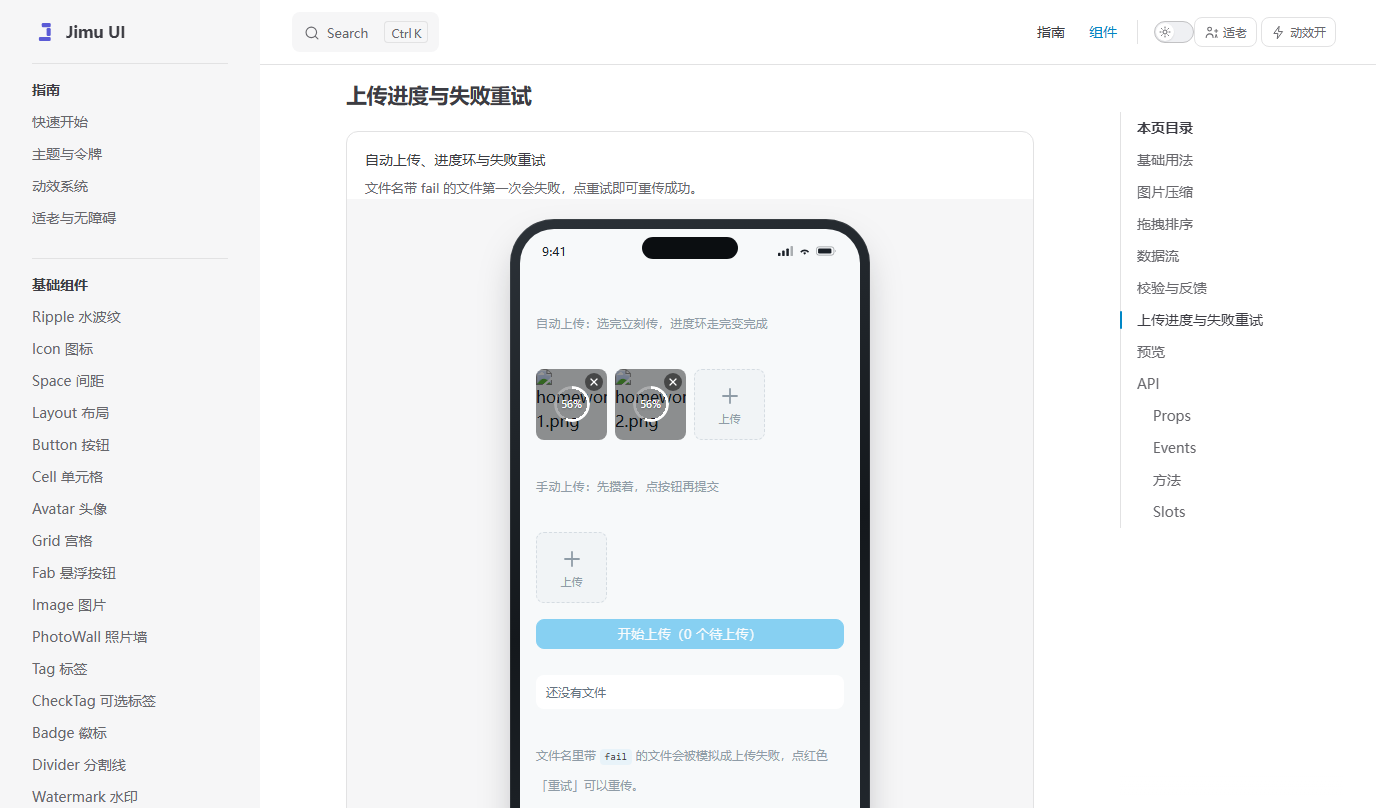 Jimu UI
Search Ctrl K
指南
组件
适老
动效开
指南
快速开始
主题与令牌
动效系统
适老与无障碍
基础组件
Ripple 水波纹
Icon 图标
Space 间距
Layout 布局
Button 按钮
Cell 单元格
Avatar 头像
Grid 宫格
Fab 悬浮按钮
Image 图片
PhotoWall 照片墙
Tag 标签
CheckTag 可选标签
Badge 徽标
Divider 分割线
Watermark 水印
上传进度与失败重试
自动上传、进度环与失败重试
文件名带 fail 的文件第一次会失败，点重试即可重传成功。
9:41
自动上传：选完立刻传，进度环走完变完成
homewor
56%
1.png
homewor
56%
2.png
上传
手动上传：先攒着，点按钮再提交
上传
开始上传（0 个待上传）
还没有文件
文件名里带 fail 的文件会被模拟成上传失败，点红色
「重试」可以重传。
本页目录
基础用法
图片压缩
拖拽排序
数据流
校验与反馈
上传进度与失败重试
预览
API
Props
Events
方法
Slots